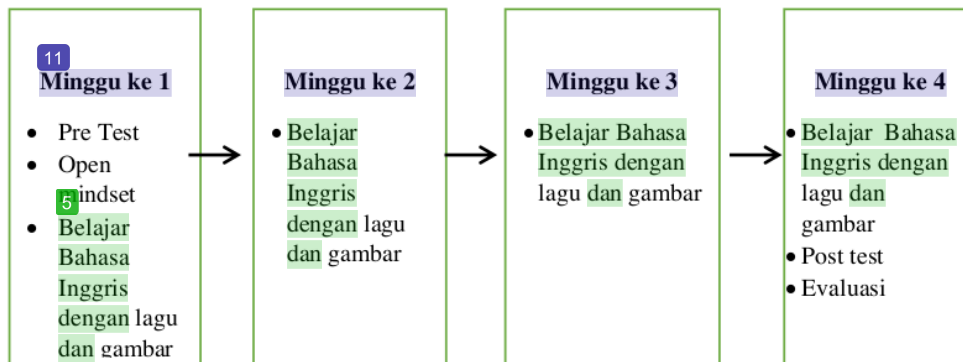 11
Minggu ke 1
• Pre Test
• Open
mindset
5
• Belajar
Bahasa
Inggris
dengan lagu
dan gambar
Minggu ke 2
• Belajar
Bahasa
Inggris
dengan lagu
dan gambar
Minggu ke 3
• Belajar Bahasa
Inggris dengan
lagu dan gambar
Minggu ke 4
• Belajar Bahasa
Inggris dengan
lagu dan
gambar
• Post test
• Evaluasi